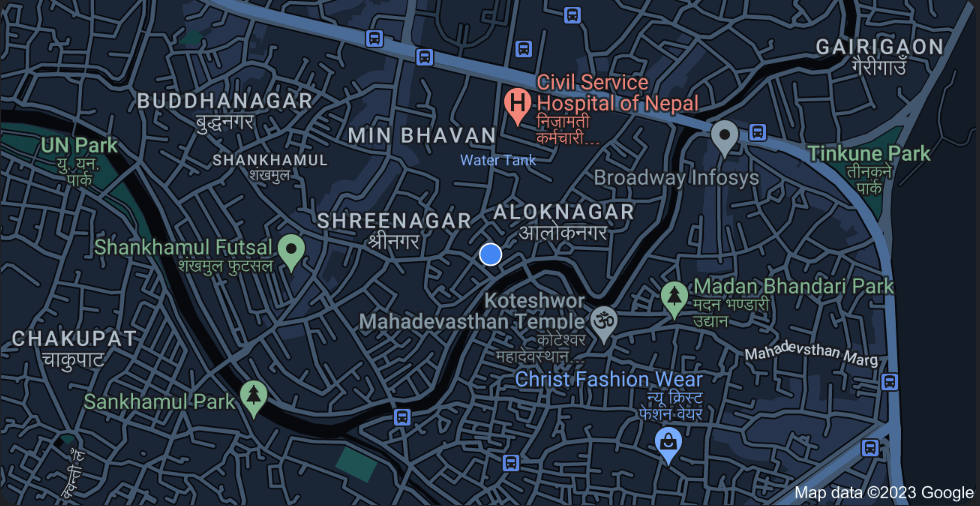 GAIRIGAON
गैरीगाउँ
Civil Service
Hospital of Nepal
निजामती
कर्मचारी...
BUDDHANAGAR
बुद्धनगर
MIN BHAVAN
UN Park
यु. यन.
पार्क
SHANKHAMUL
शंखमुल
Water Tank
Tinkune Park
तीनकुने
पार्क
Broadway Infosys
SHREENAGAR
श्रीनगर
ALOKNAGAR
आलोकनगर
Shankhamul Futsal
शंखमुल फुटसल
Madan Bhandari Park
मदन भण्डारी
उद्यान
Koteshwor
Mahadevasthan Temple
कोटेश्वर
महादेवस्थान...
CHAKUPAT
चाकुपाट
Mahadevsthan Marg
Christ Fashion Wear
न्यू क्रिस्ट
फेशन वेयर
Sankhamul Park
Map data ©2023 Google